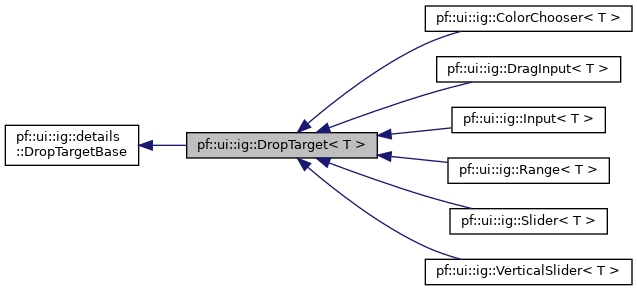 pf::ui::ig::ColorChooser< T >
pf::ui::ig::DragInput< T >
pf::ui::ig::Input< T >
pf::ui::ig::details
::DropTargetBase
pf::ui::ig::DropTarget< T >
pf::ui::ig::Range< T >
pf::ui::ig::Slider< T >
pf::ui::ig::VerticalSlider< T >